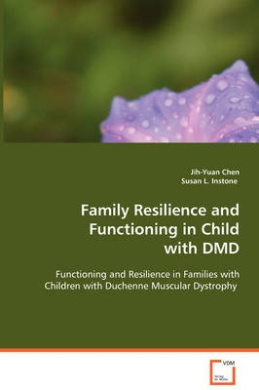 Jih-Yuan Chen
Susan L. Instone
Family Resilience and
Functioning in Child
with DMD
Functioning and Resilience in Families with
Children with Duchenne Muscular Dystrophy
VDM